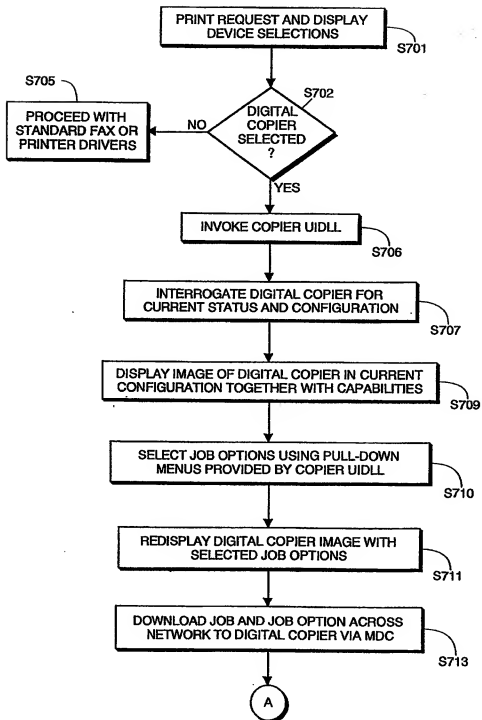 PRINT REQUEST AND DISPLAY
DEVICE SELECTIONS
S701
S705
S702
PROCEED WITH
STANDARD FAX OR
PRINTER DRIVERS
NO
DIGITAL
COPIER
SELECTED
?
YES
INVOKE COPIER UIDLL
S706
INTERROGATE DIGITAL COPIER FOR
CURRENT STATUS AND CONFIGURATION
S707
DISPLAY IMAGE OF DIGITAL COPIER IN CURRENT
CONFIGURATION TOGETHER WITH CAPABILITIES
S709
SELECT JOB OPTIONS USING PULL-DOWN
MENUS PROVIDED BY COPIER UIDLL
S710
REDISPLAY DIGITAL COPIER IMAGE WITH
SELECTED JOB OPTIONS
S711
DOWNLOAD JOB AND JOB OPTION ACROSS
NETWORK TO DIGITAL COPIER VIA MDC
S713
A